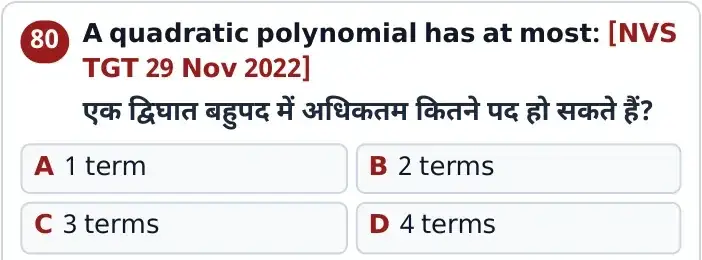 80 A quadratic polynomial has at most: [NVS
TGT 29 Nov 2022]
एक द्विघात बहुपद में अधिकतम कितने पद हो सकते हैं?
A 1 term B 2 terms
C 3 terms D 4 terms